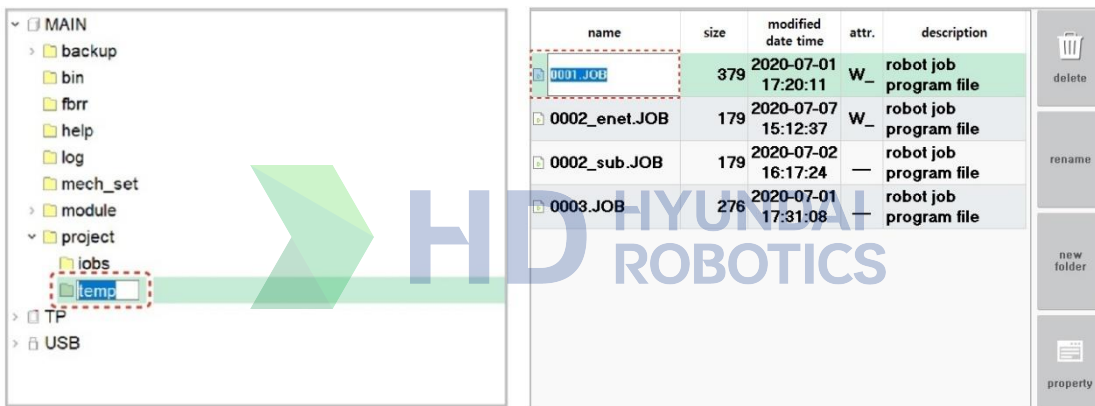 MAIN
backup
bin
fbrr
help
log
mech_set
module
project
jobs
temp
TP
USB
name size modified date time attr. description
0001.JOB 379 2020-07-01 17:20:11 W_ robot job program file
0002_enet.JOB 179 2020-07-07 15:12:37 W_ robot job program file
0002_sub.JOB 179 2020-07-02 16:17:24 __ robot job program file
0003.JOB 276 2020-07-01 17:31:08 __ robot job program file
delete
rename
new
folder
property
HD HYUNDAI
ROBOTICS